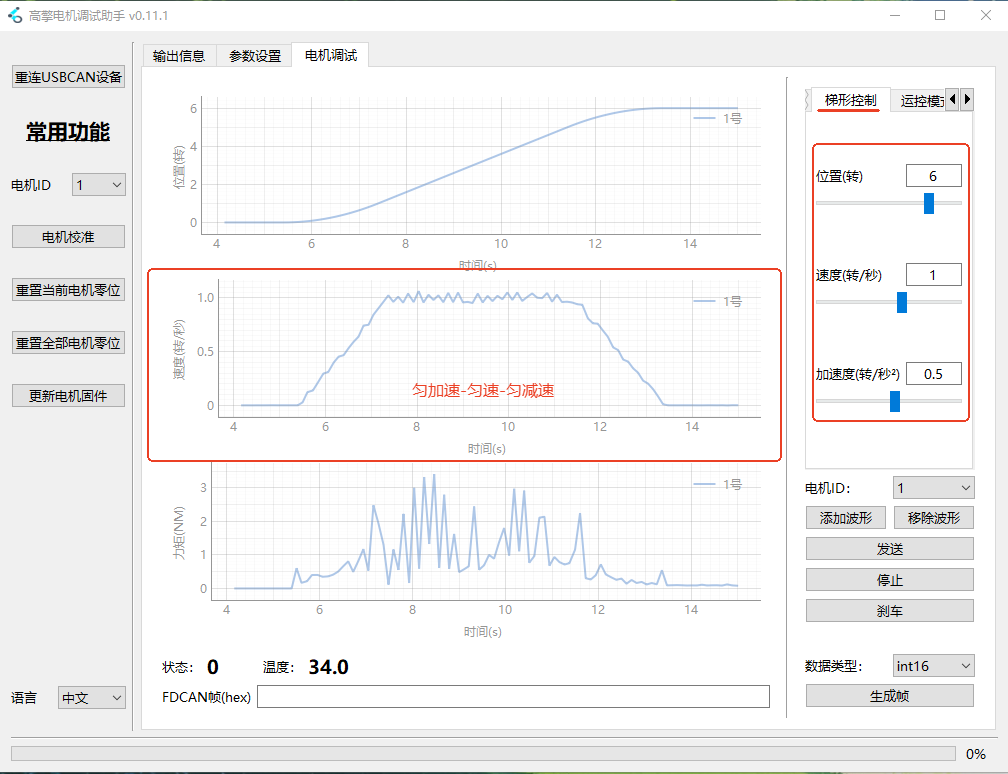 高擎电机调试助手 v0.11.1
重连USBCAN设备
常用功能
电机ID 1
电机校准
重置当前电机零位
重置全部电机零位
更新电机固件
语言 中文
输出信息 参数设置 电机调试
位置(转)
6
4
2
0
4 6 8 10 12 14
时间(s)
1号
速度(转/秒)
1.0
0.5
0
4 6 8 10 12 14
时间(s)
1号
匀加速-匀速-匀减速
力矩(NM)
3
2
1
0
4 6 8 10 12 14
时间(s)
1号
状态: 0 温度: 34.0
FDCAN帧(hex)
梯形控制 运控模
位置(转) 6
速度(转/秒) 1
加速度(转/秒²) 0.5
电机ID: 1
添加波形 移除波形
发送
停止
刹车
数据类型: int16
生成帧
0%